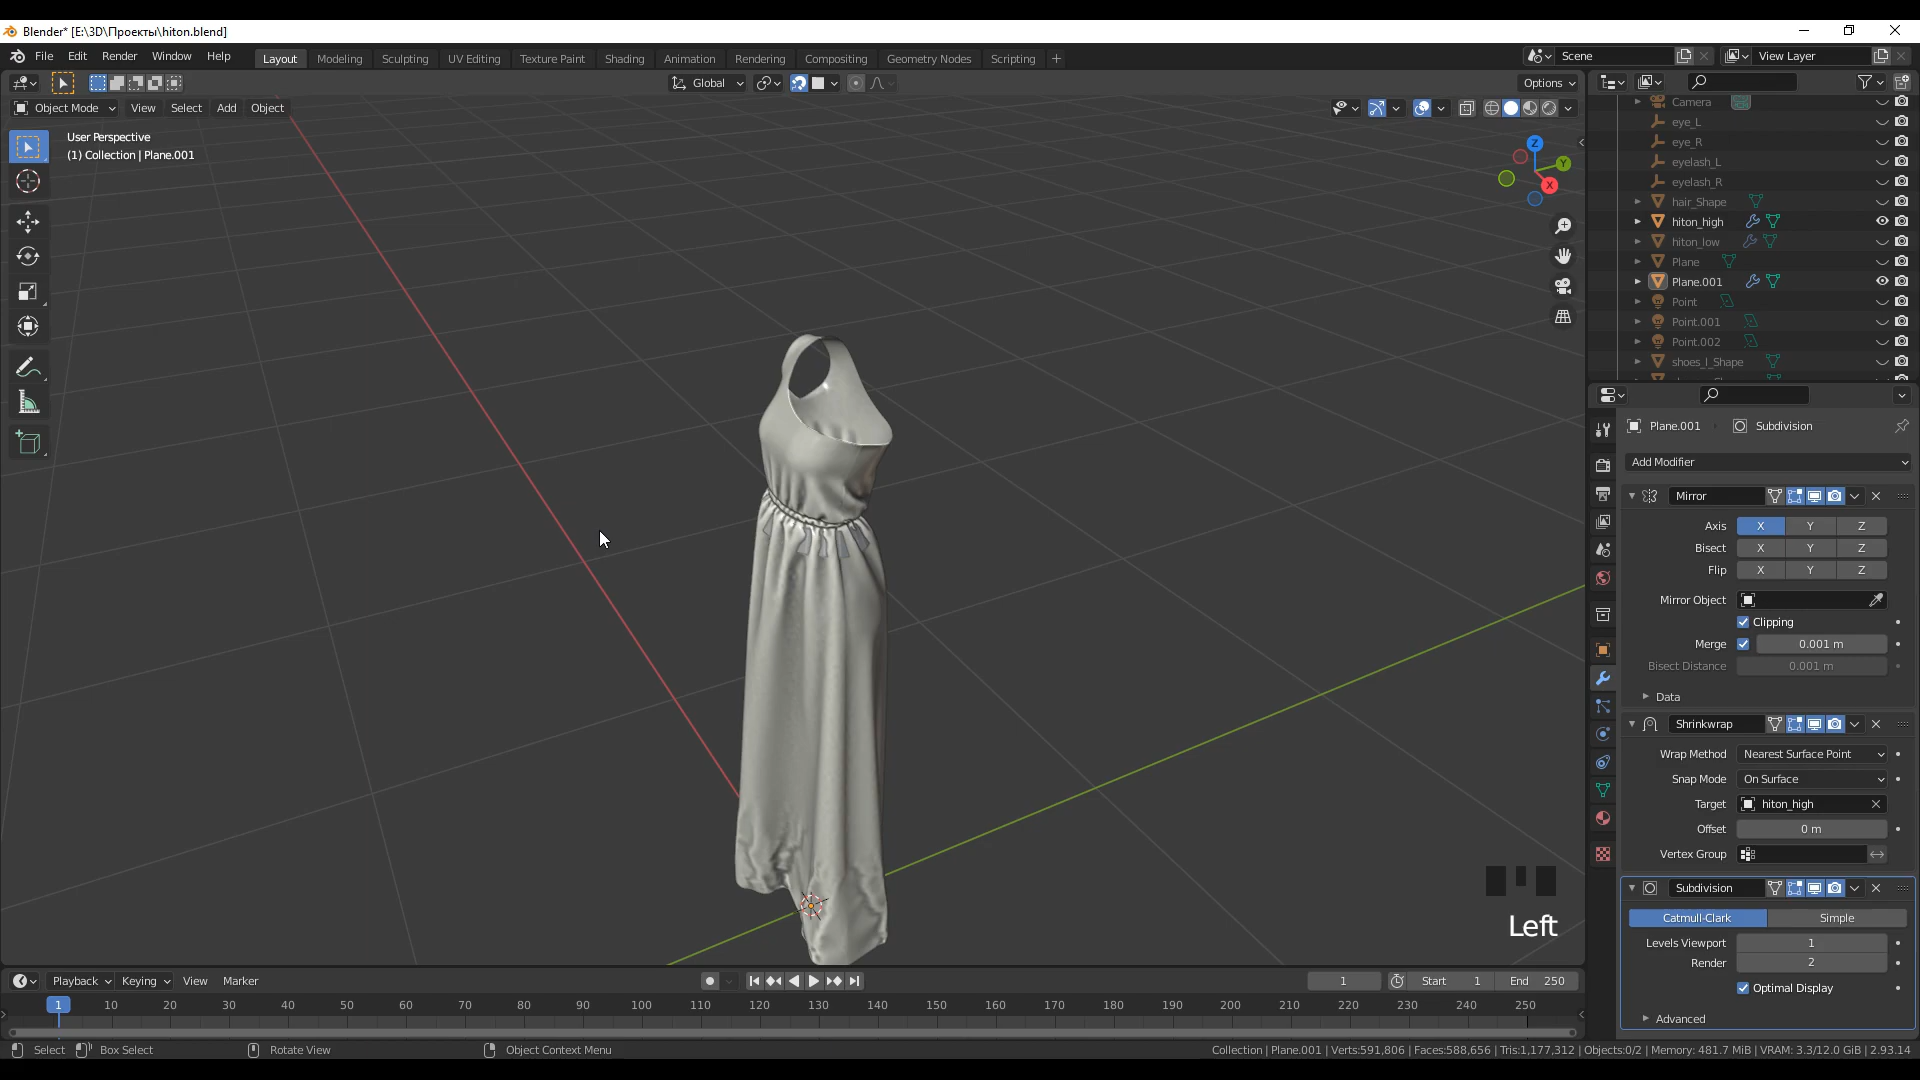 Blender* [E:\3D\Проекты\hiton.blend]
File Edit Render Window Help
Layout Modeling Sculpting UV Editing Texture Paint Shading Animation Rendering Compositing Geometry Nodes Scripting +
Scene
View Layer
Global
Options
Object Mode View Select Add Object
User Perspective
(1) Collection | Plane.001
Z
Y
X
Camera
eye_L
eye_R
eyelash_L
eyelash_R
hair_Shape
hiton_high
hiton_low
Plane
Plane.001
Point
Point.001
Point.002
shoes_l_Shape
Plane.001 Subdivision
Add Modifier
Mirror
Axis X Y Z
Bisect X Y Z
Flip X Y Z
Mirror Object
Clipping
Merge 0.001 m
Bisect Distance 0.001 m
Data
Shrinkwrap
Wrap Method Nearest Surface Point
Snap Mode On Surface
Target hiton_high
Offset 0 m
Vertex Group
Subdivision
Catmull-Clark Simple
Levels Viewport 1
Render 2
Optimal Display
Advanced
Left
Playback Keying View Marker
1 Start 1 End 250
1 10 20 30 40 50 60 70 80 90 100 110 120 130 140 150 160 170 180 190 200 210 220 230 240 250
Select Box Select Rotate View Object Context Menu
Collection | Plane.001 | Verts:591,806 | Faces:588,656 | Tris:1,177,312 | Objects:0/2 | Memory: 481.7 MiB | VRAM: 3.3/12.0 GiB | 2.93.14